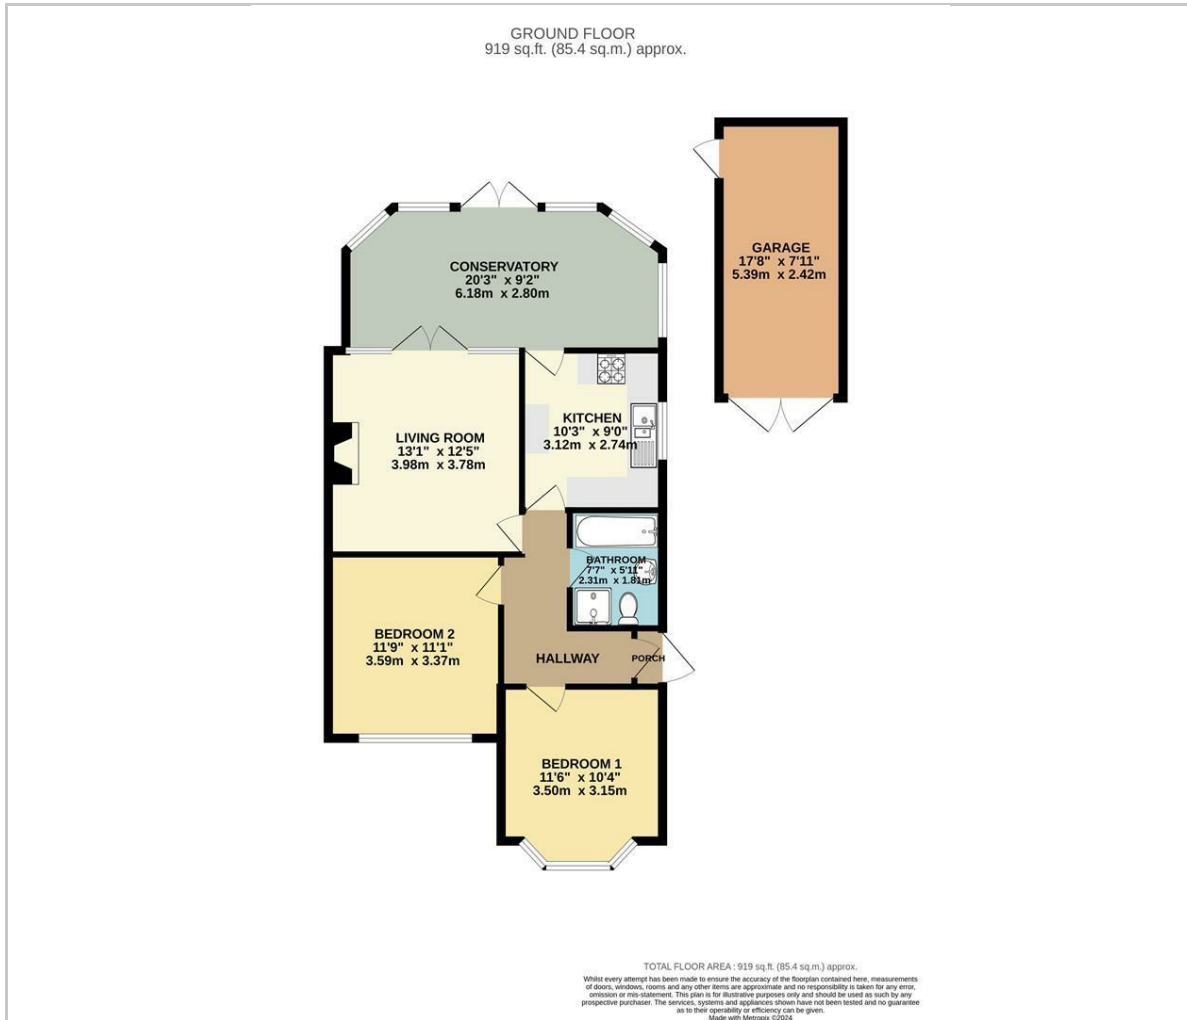 GROUND FLOOR
919 sq.ft. (85.4 sq.m.) approx.
GARAGE
17'8" x 7'11"
5.39m x 2.42m
CONSERVATORY
20'3" x 9'2"
6.18m x 2.80m
KITCHEN
10'3" x 9'0"
3.12m x 2.74m
LIVING ROOM
13'1" x 12'5"
3.98m x 3.78m
BATHROOM
7'7" x 5'11"
2.31m x 1.81m
BEDROOM 2
11'9" x 11'1"
3.59m x 3.37m
HALLWAY
PORCH
BEDROOM 1
11'6" x 10'4"
3.50m x 3.15m
TOTAL FLOOR AREA : 919 sq.ft. (85.4 sq.m.) approx.
Whilst every attempt has been made to ensure the accuracy of the floorplan contained here, measurements
of doors, windows, rooms and any other items are approximate and no responsibility is taken for any error,
omission or mis-statement. This plan is for illustrative purposes only and should be used as such by any
prospective purchaser. The services, systems and appliances shown have not been tested and no guarantee
as to their operability or efficiency can be given.
Made with Metropix ©2024